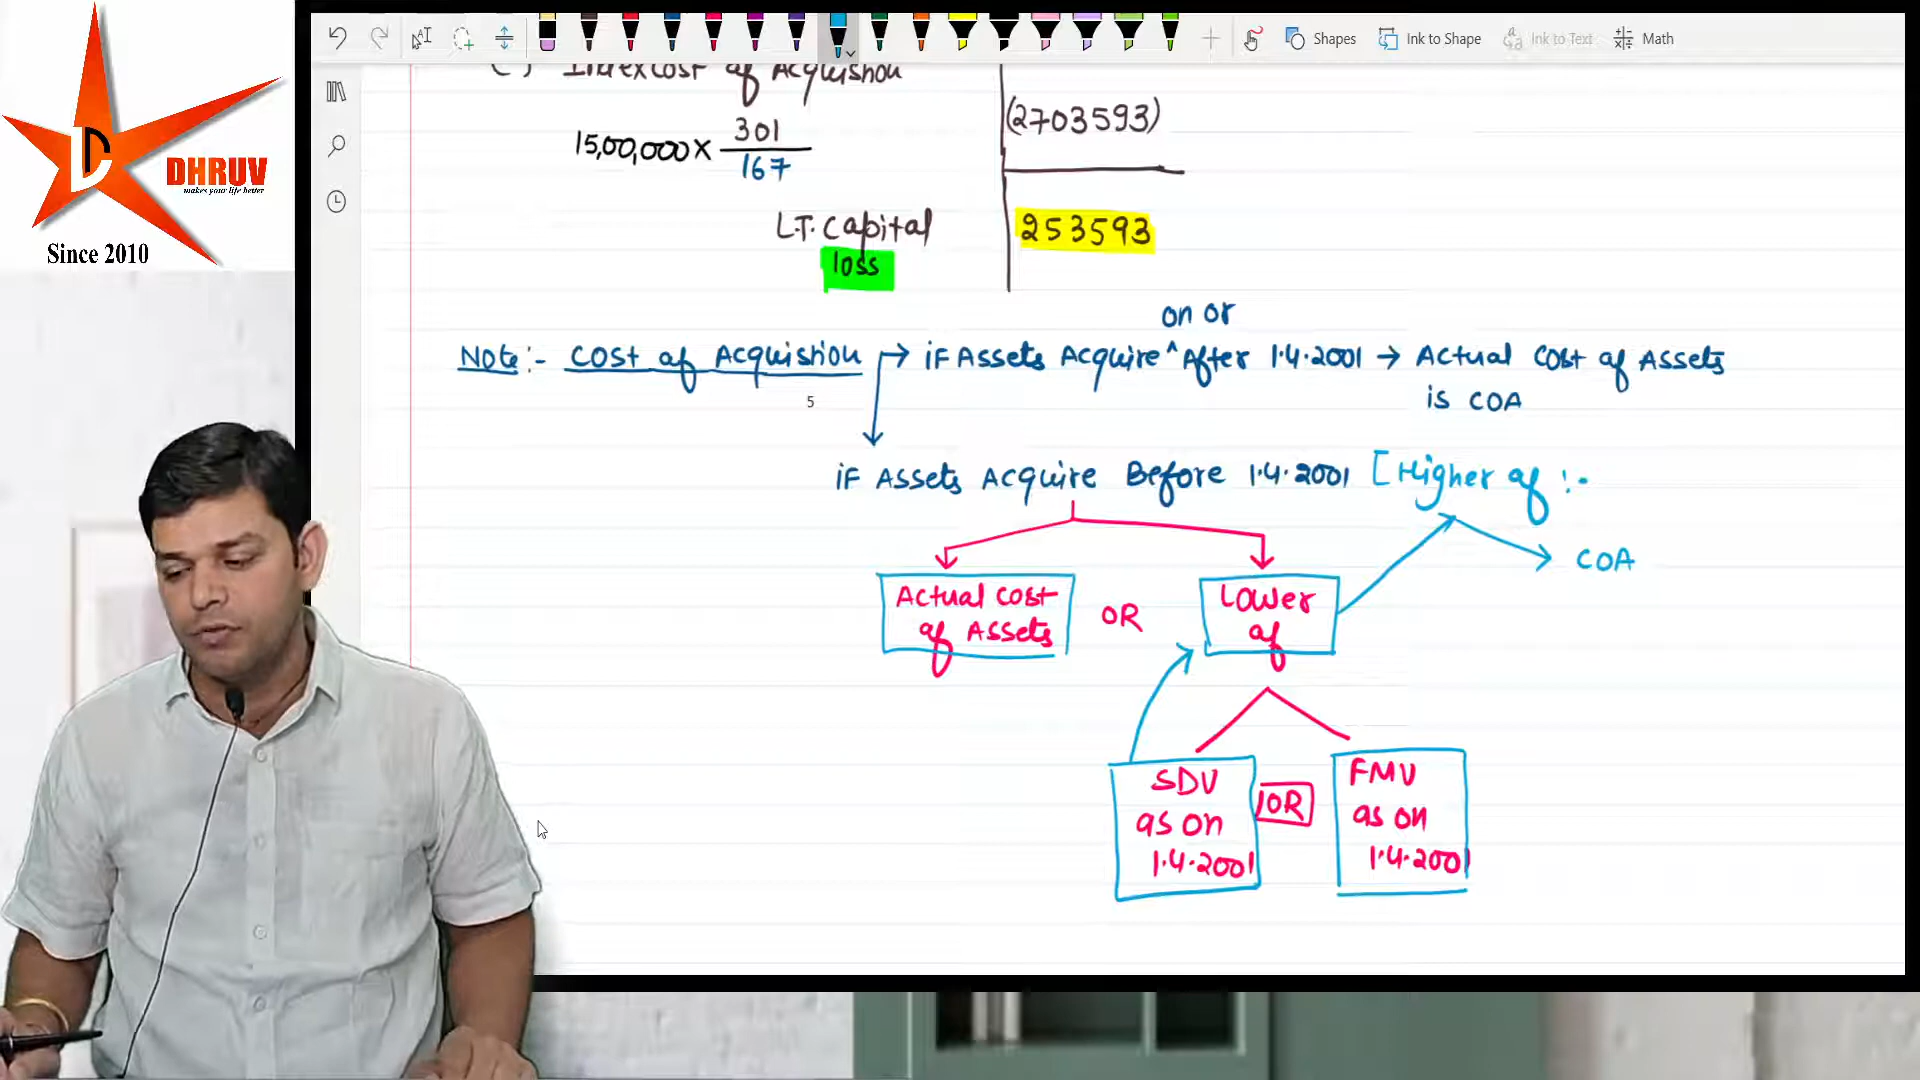 Shapes
Ink to Shape
Ink to Text
Math
DC
DHRUV
makes your life better
Since 2010
(-) Index cost of Acquistion
(2703593)
15,00,000 × 301
167
L.T. Capital
loss
253593
on or
Note:- Cost of Acquistion → if Assets Acquire ^ After 1.4.2001 → Actual Cost of Assets
is COA
5
if Assets Acquire Before 1.4.2001 [Higher of :-
COA
Actual Cost
of Assets
OR
Lower
of
SDV
as on
1.4.2001
OR
FMV
as on
1.4.2001